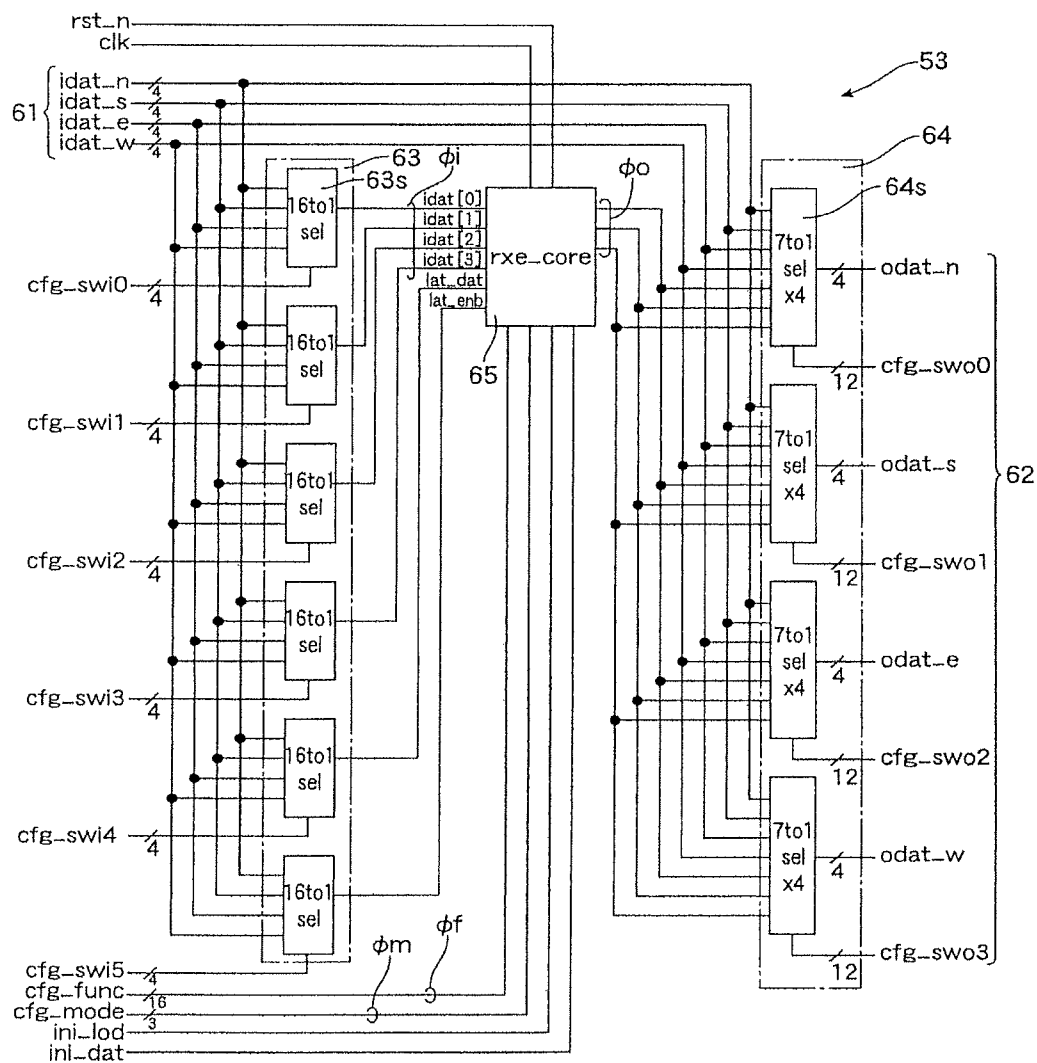 rst_n
clk
53
61
idat_n 4
idat_s 4
idat_e 4
idat_w 4
63
63s
φi
φo
64
64s
16to1
sel
idat[0]
idat[1]
idat[2]
idat[3]
lat_dat
lat_enb
rxe_core
65
7to1
sel
x4
4
odat_n
cfg_swi0
4
16to1
sel
cfg_swo0
12
cfg_swi1
4
7to1
sel
x4
4
odat_s
62
16to1
sel
cfg_swi2
4
cfg_swo1
12
16to1
sel
7to1
sel
x4
4
odat_e
cfg_swi3
4
16to1
sel
cfg_swo2
12
cfg_swi4
4
7to1
sel
x4
4
odat_w
16to1
sel
φf
φm
cfg_swo3
12
cfg_swi5
4
cfg_func
16
cfg_mode
3
ini_lod
ini_dat